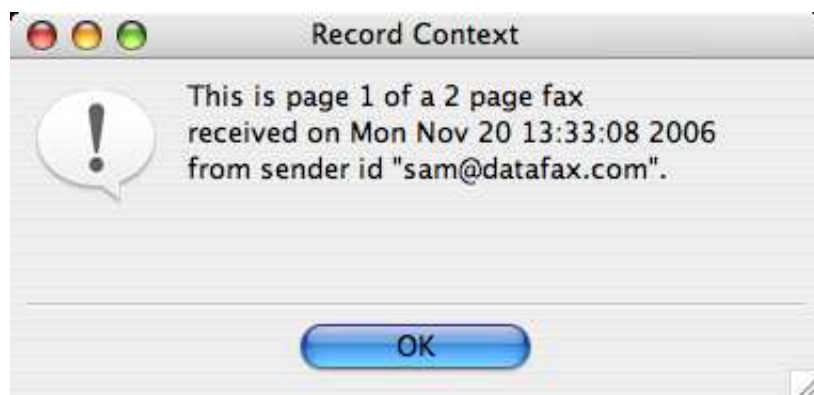 Record Context
This is page 1 of a 2 page fax
received on Mon Nov 20 13:33:08 2006
from sender id "sam@datafax.com".
OK